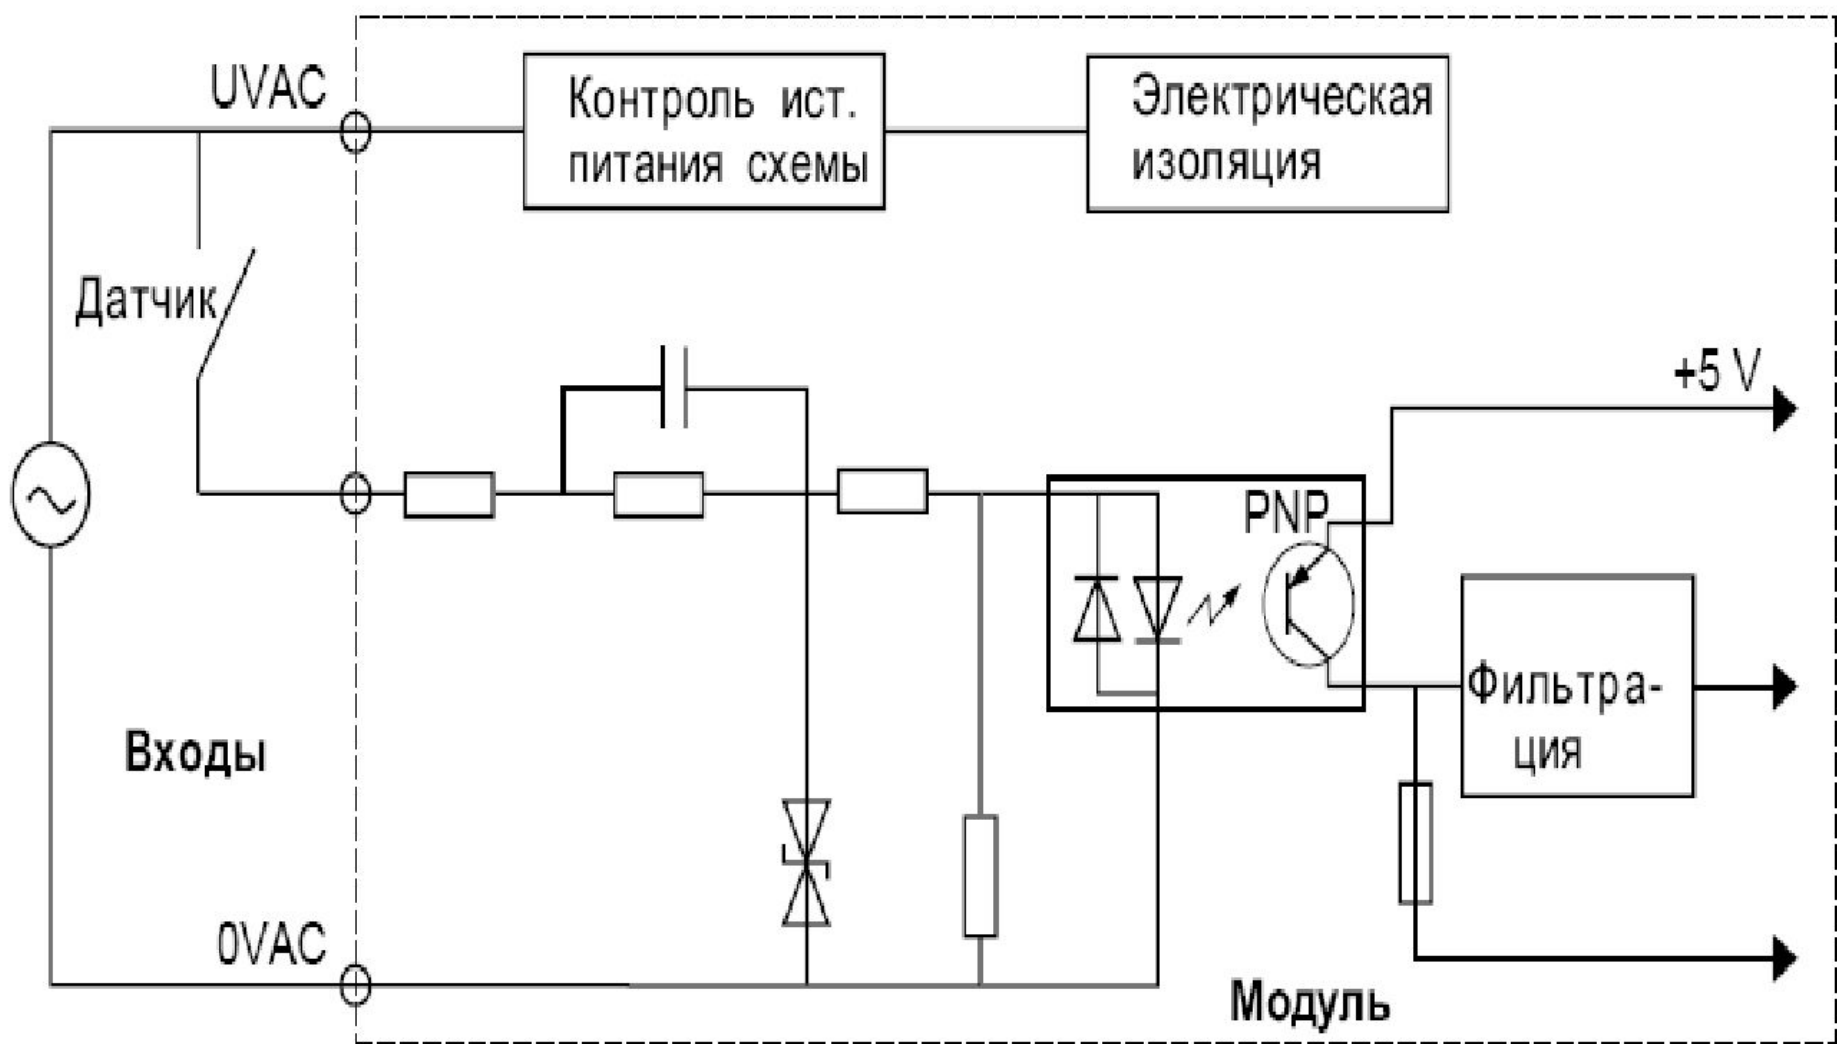 UVAC
Контроль ист.
питания схемы
Электрическая
изоляция
Датчик
+5 V
PNP
Фильтра-
ция
Входы
0VAC
Модуль